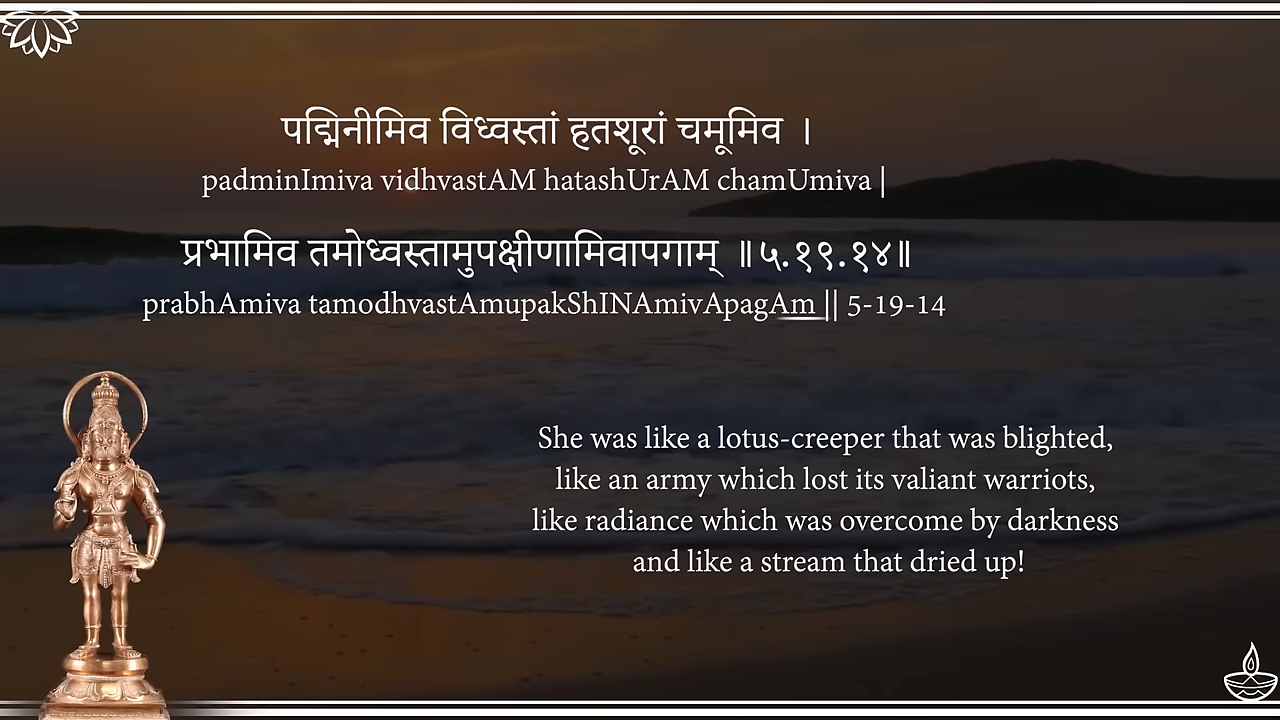 पद्मिनीमिव विध्वस्तां हतशूरां चमूमिव ।
padminImiva vidhvastAM hatashUrAM chamUmiva |
प्रभामिव तमोध्वस्तामुपक्षीणामिवापगाम् ॥५.१९.१४॥
prabhAmiva tamodhvastAmupakShINAmivApagAm || 5-19-14
She was like a lotus-creeper that was blighted,
like an army which lost its valiant warriots,
like radiance which was overcome by darkness
and like a stream that dried up!